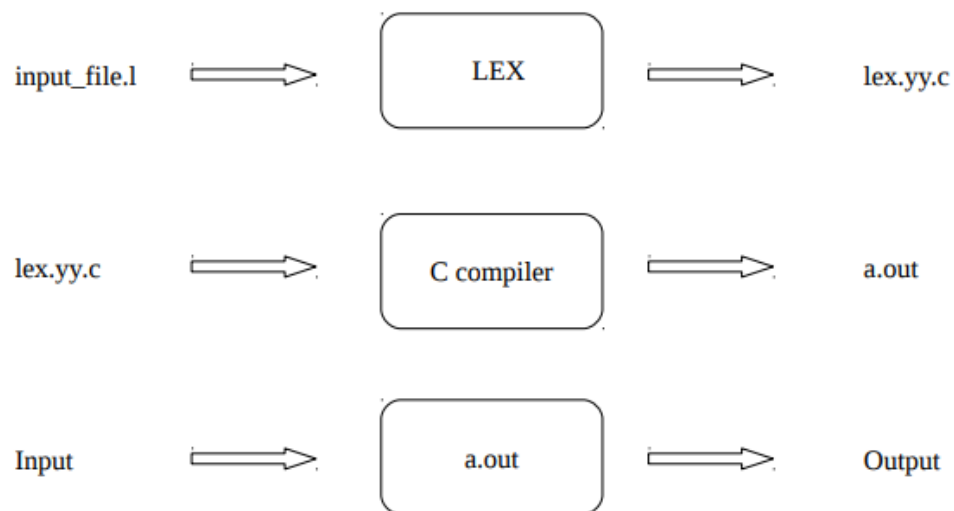 input_file.l
LEX
lex.yy.c
lex.yy.c
C compiler
a.out
Input
a.out
Output